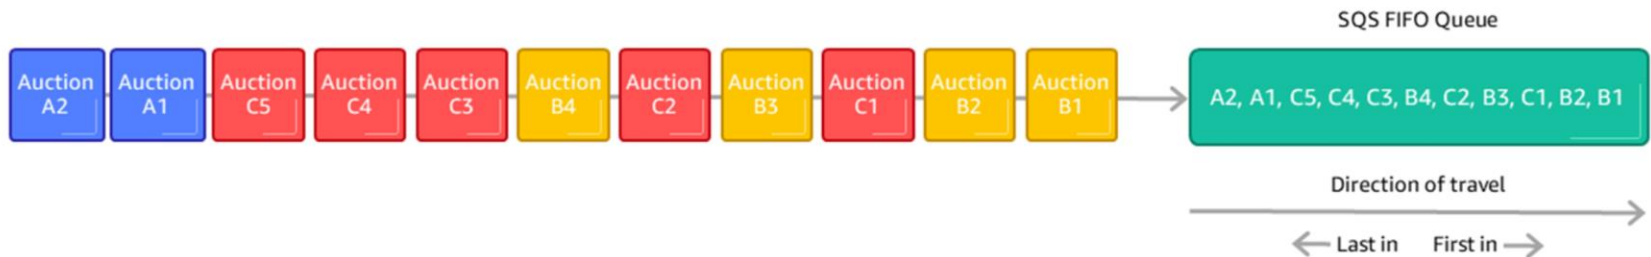 SQS FIFO Queue
Auction
A2
Auction
A1
Auction
C5
Auction
C4
Auction
C3
Auction
B4
Auction
C2
Auction
B3
Auction
C1
Auction
B2
Auction
B1
A2, A1, C5, C4, C3, B4, C2, B3, C1, B2, B1
Direction of travel
Last in
First in